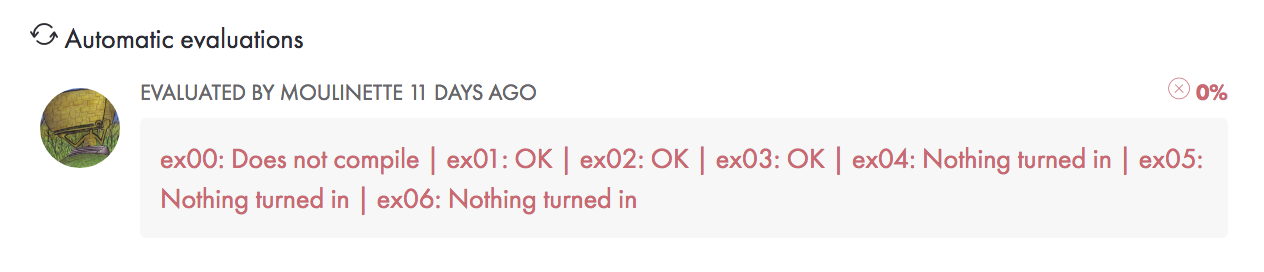 Automatic evaluations
EVALUATED BY MOULINETTE 11 DAYS AGO
0%
ex00: Does not compile | ex01: OK | ex02: OK | ex03: OK | ex04: Nothing turned in | ex05:
Nothing turned in | ex06: Nothing turned in